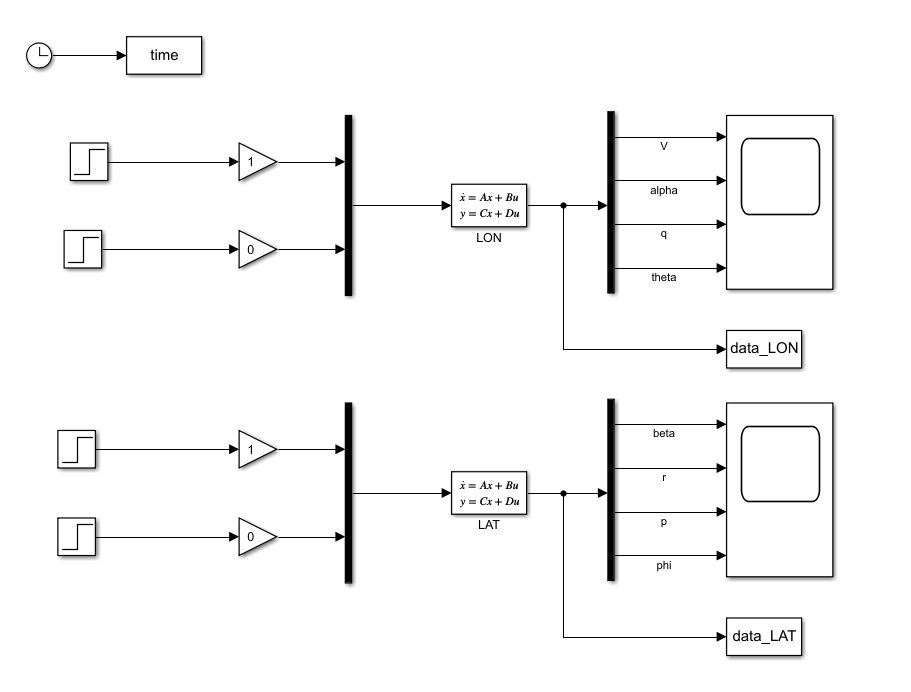 time
1
V
alpha
ẋ = Ax + Bu
y = Cx + Du
LON
q
0
theta
data_LON
1
beta
r
ẋ = Ax + Bu
y = Cx + Du
LAT
p
0
phi
data_LAT